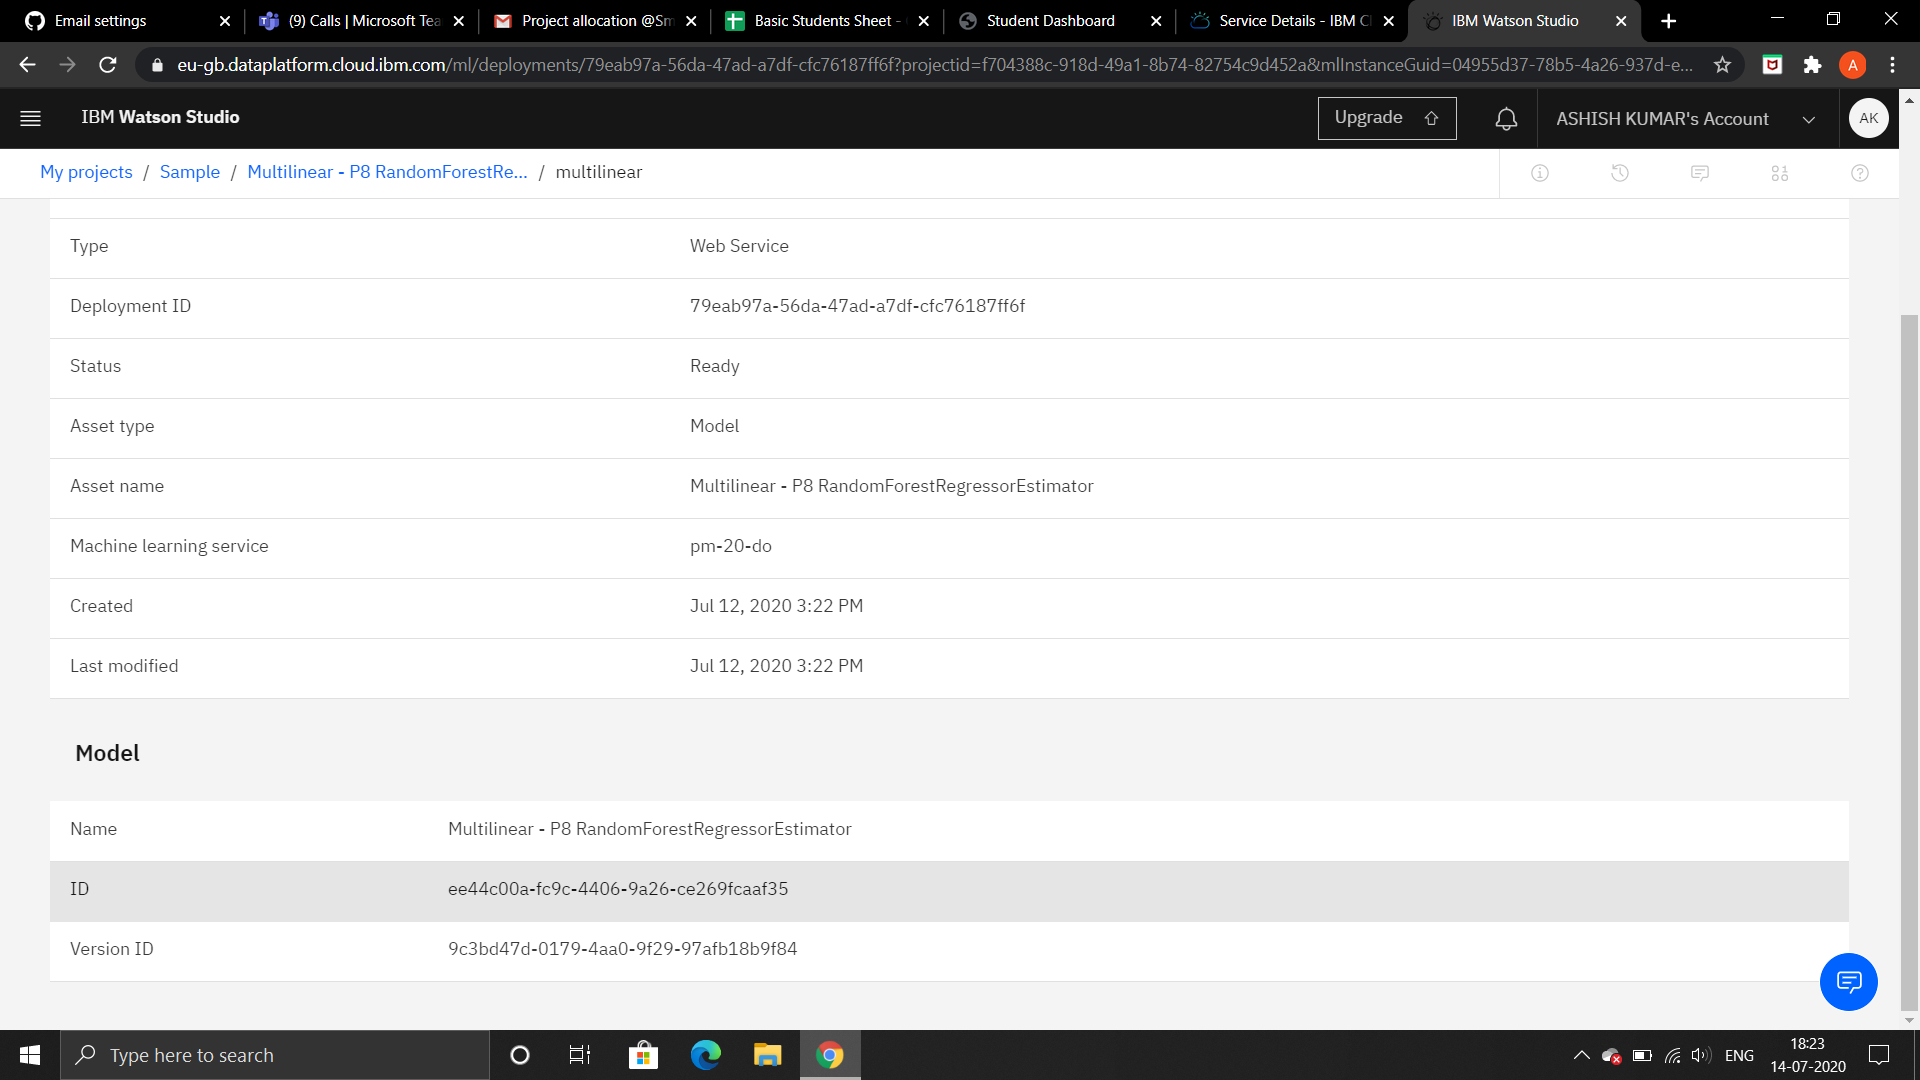 Email settings
(9) Calls | Microsoft Tea
Project allocation @Sm
Basic Students Sheet -
Student Dashboard
Service Details - IBM Cl
IBM Watson Studio
eu-gb.dataplatform.cloud.ibm.com/ml/deployments/79eab97a-56da-47ad-a7df-cfc76187ff6f?projectid=f704388c-918d-49a1-8b74-82754c9d452a&mlInstanceGuid=04955d37-78b5-4a26-937d-e...
A
IBM Watson Studio
Upgrade
ASHISH KUMAR's Account
AK
My projects / Sample / Multilinear - P8 RandomForestRe... / multilinear
Type
Web Service
Deployment ID
79eab97a-56da-47ad-a7df-cfc76187ff6f
Status
Ready
Asset type
Model
Asset name
Multilinear - P8 RandomForestRegressorEstimator
Machine learning service
pm-20-do
Created
Jul 12, 2020 3:22 PM
Last modified
Jul 12, 2020 3:22 PM
Model
Name
Multilinear - P8 RandomForestRegressorEstimator
ID
ee44c00a-fc9c-4406-9a26-ce269fcaaf35
Version ID
9c3bd47d-0179-4aa0-9f29-97afb18b9f84
Type here to search
ENG
18:23
14-07-2020